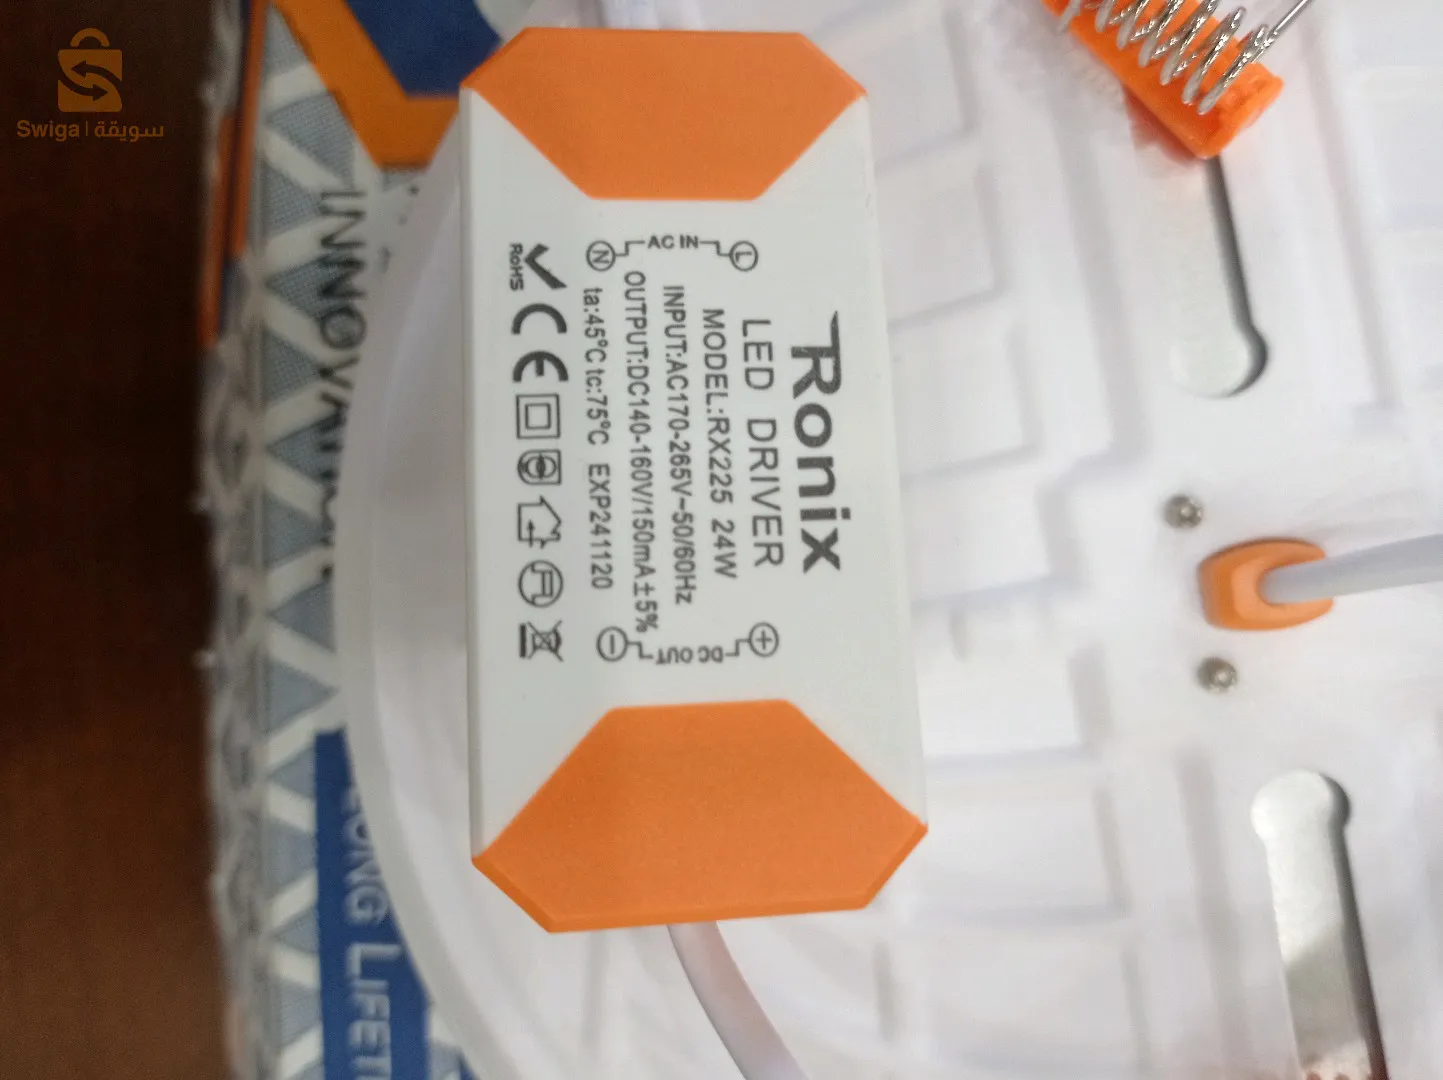 Swiga | سويقة
Ronix
LED DRIVER
MODEL:RX225 24W
INPUT:AC170-265V~50/60Hz
OUTPUT:DC140-160V/150mA±5%
ta:45°C tc:75°C EXP241120
AC IN
L
N
DC OUT
+
−
RoHS
CE
LONG LIFETI